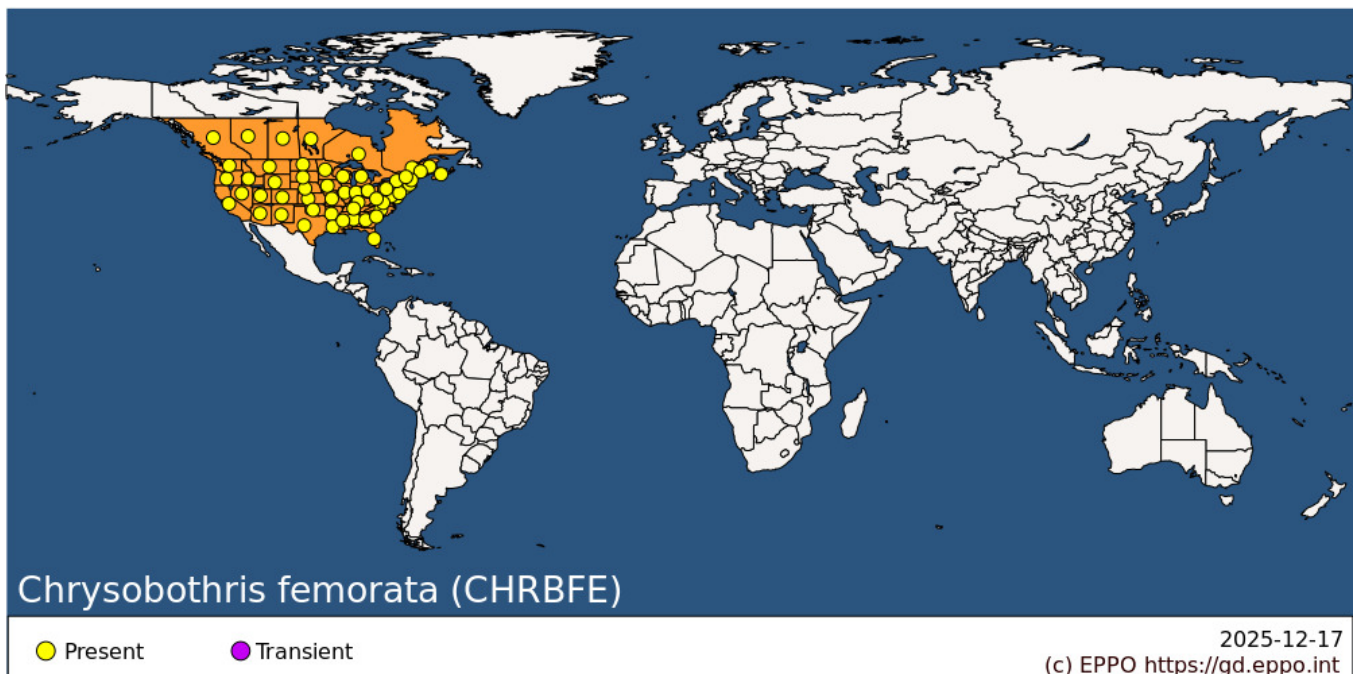 Chrysobothris femorata (CHRBFE)
Present
Transient
2025-12-17
(c) EPPO https://gd.eppo.int